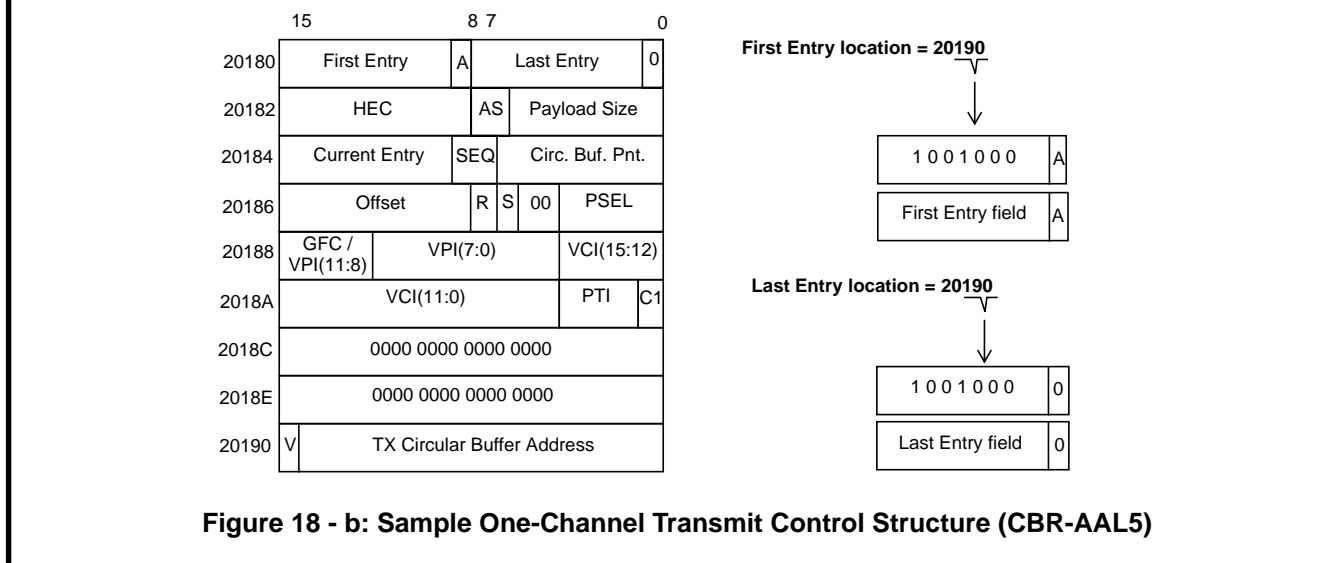 15 8 7 0
20180 First Entry A Last Entry 0
20182 HEC AS Payload Size
20184 Current Entry SEQ Circ. Buf. Pnt.
20186 Offset R S 00 PSEL
20188 GFC / VPI(11:8) VPI(7:0) VCI(15:12)
2018A VCI(11:0) PTI C1
2018C 0000 0000 0000 0000
2018E 0000 0000 0000 0000
20190 V TX Circular Buffer Address
First Entry location = 20190
1 0 0 1 0 0 0 A
First Entry field A
Last Entry location = 20190
1 0 0 1 0 0 0 0
Last Entry field 0
Figure 18 - b: Sample One-Channel Transmit Control Structure (CBR-AAL5)